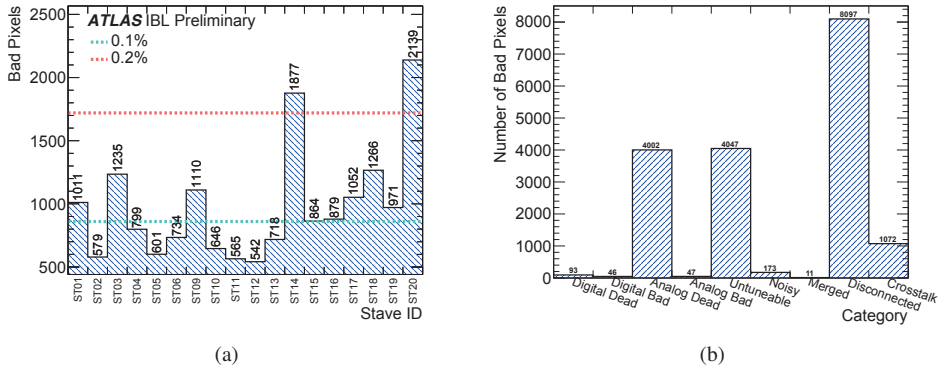 ATLAS IBL Preliminary
0.1%
0.2%
Bad Pixels
2500
2000
1500
1000
500
1011
579
1235
799
601
734
1110
646
565
542
718
1877
864
879
1052
1266
971
2139
ST01
ST02
ST03
ST04
ST05
ST06
ST09
ST10
ST11
ST12
ST13
ST14
ST15
ST16
ST17
ST18
ST19
ST20
Stave ID
(a)
Number of Bad Pixels
8000
7000
6000
5000
4000
3000
2000
1000
0
93
46
4002
47
4047
173
11
8097
1072
Digital Dead
Digital Bad
Analog Dead
Analog Bad
Untuneable
Noisy
Merged
Disconnected
Crosstalk
Category
(b)